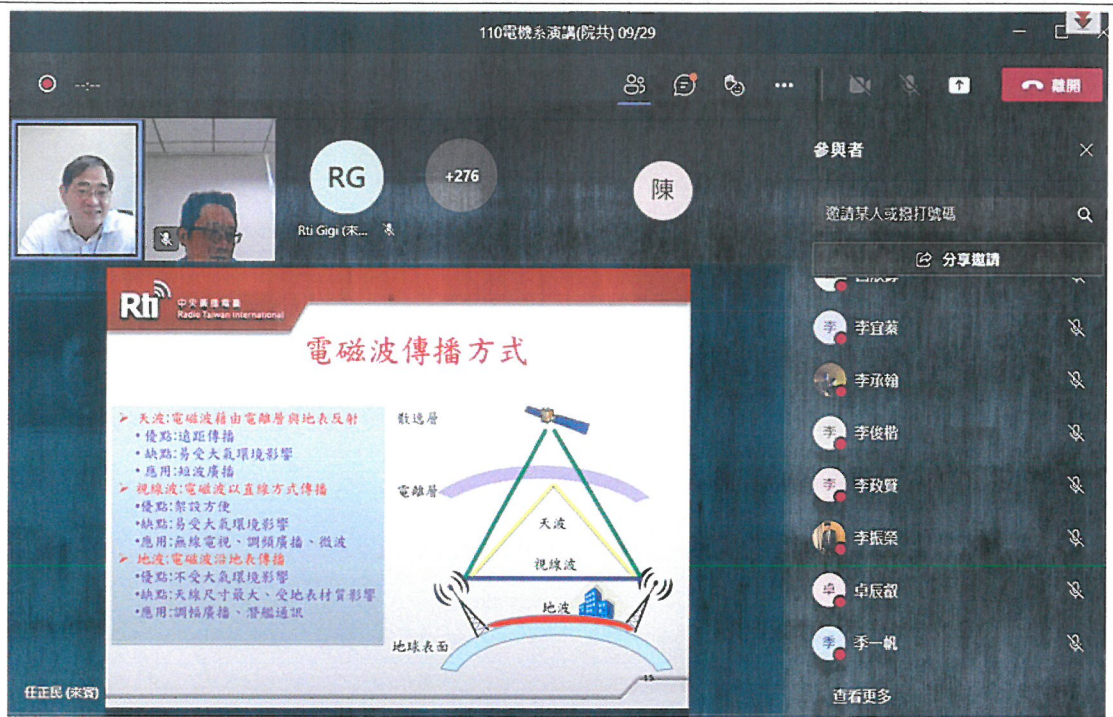 110電機系演講(院共) 09/29
--:--
離開
RG
+276
陳
Rti Gigi (來...
參與者
邀請某人或撥打號碼
分享邀請
李 李宜蓁
李承翰
李 李俊楷
李 李政賢
李振榮
卓 卓辰叡
季 季一帆
查看更多
Rti 中央廣播電臺
Radio Taiwan International
電磁波傳播方式
➢ 天波:電磁波藉由電離層與地表反射
•優點:遠距傳播
•缺點:易受大氣環境影響
•應用:短波廣播
➢ 視線波:電磁波以直線方式傳播
•優點:架設方便
•缺點:易受大氣環境影響
•應用:無線電視、調頻廣播、微波
➢ 地波:電磁波沿地表傳播
•優點:不受大氣環境影響
•缺點:天線尺寸最大、受地表材質影響
•應用:調幅廣播、潛艦通訊
散逸層
電離層
天波
視線波
地波
地球表面
15
任正民 (來賓)